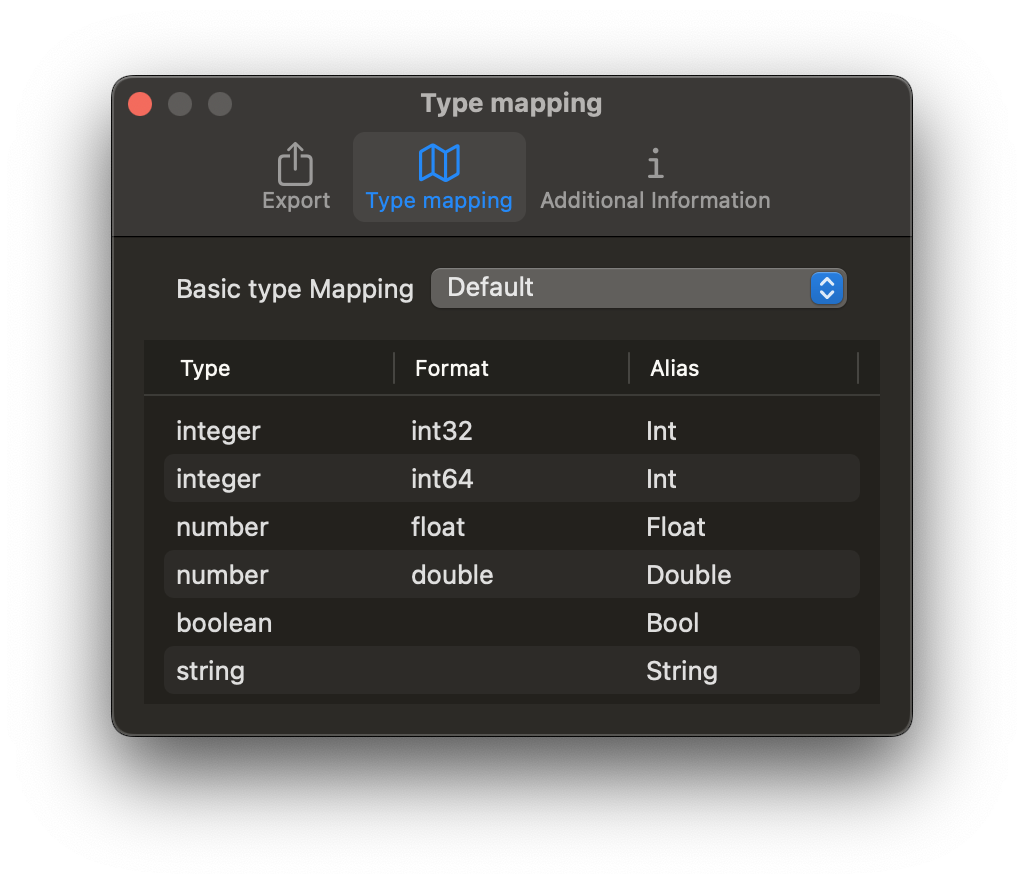 Type mapping
Export Type mapping Additional Information
Basic type Mapping Default
Type Format Alias
integer int32 Int
integer int64 Int
number float Float
number double Double
boolean Bool
string String